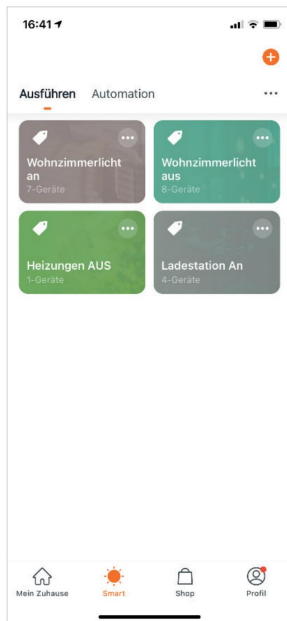 16:41
Ausführen Automation
Wohnzimmerlicht
an
7-Geräte
Wohnzimmerlicht
aus
8-Geräte
Heizungen AUS
1-Geräte
Ladestation An
4-Geräte
Mein Zuhause Smart Shop Profil